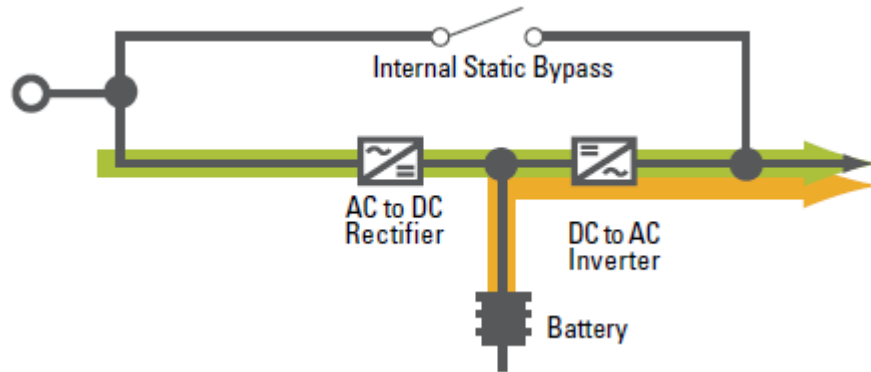 Internal Static Bypass
AC to DC
Rectifier
DC to AC
Inverter
Battery